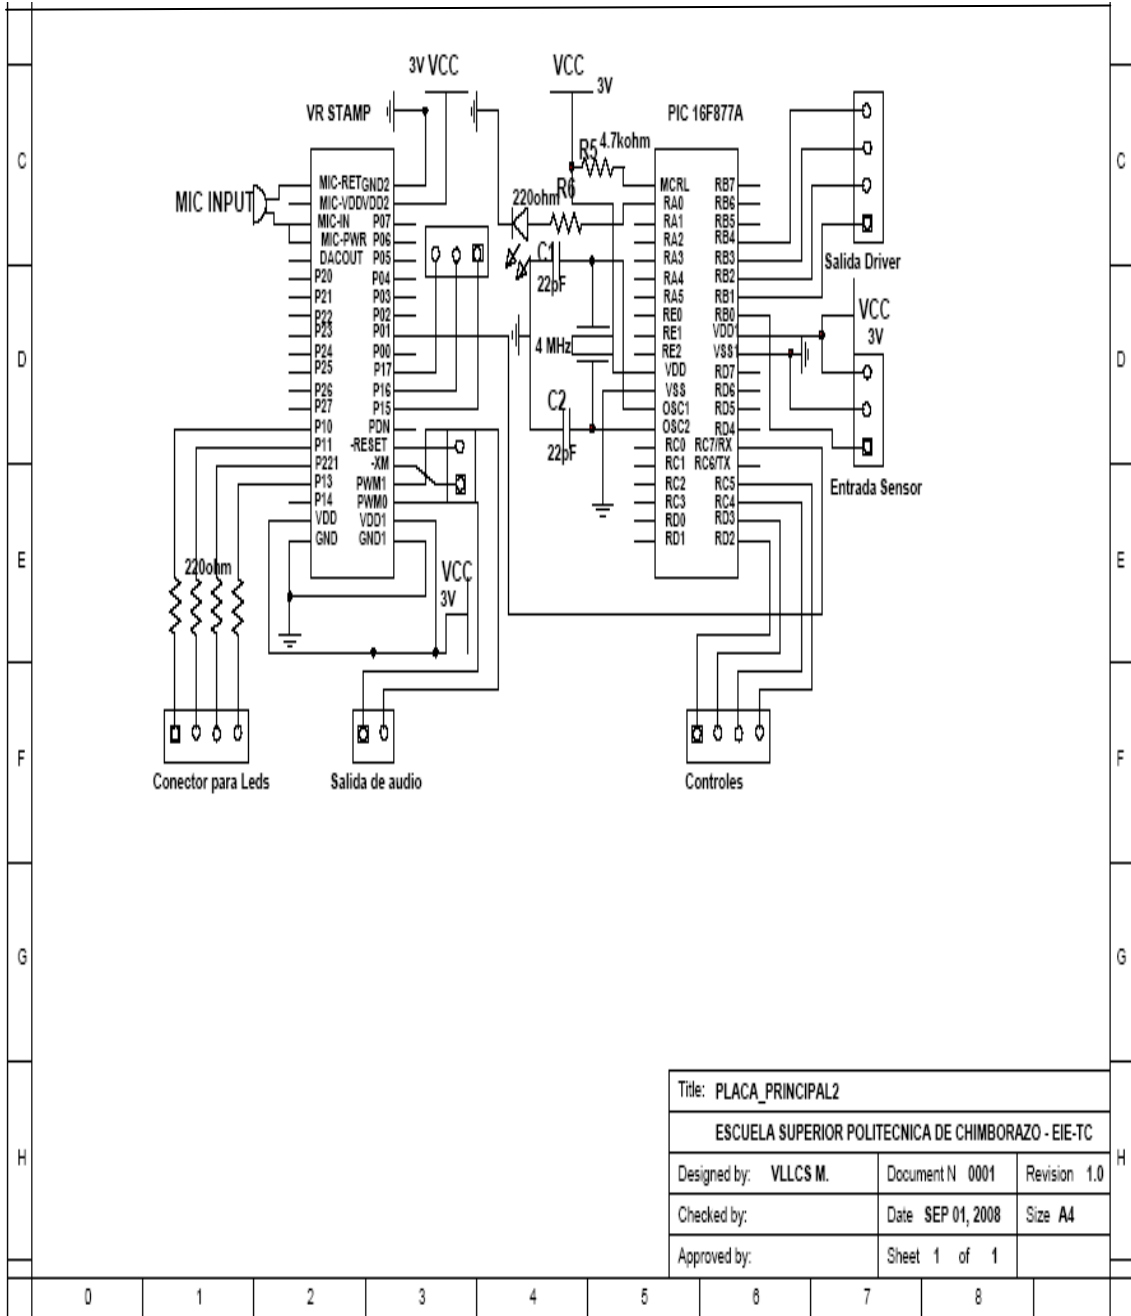 3V VCC
VCC
3V
VR STAMP
PIC 16F877A
C
C
R5 4.7kohm
MIC INPUT
220ohm
R6
MIC-RET
MIC-VDD
MIC-IN
MIC-PWR
DACOUT
P20
P21
P22
P23
P24
P25
P26
P27
P10
P11
P221
P13
P14
VDD
GND
GND2
VDD2
P07
P06
P05
P04
P03
P02
P01
P00
P17
P16
P15
PDN
-RESET
-XM
PWM1
PWM0
VDD1
GND1
C1
22pF
4 MHz
C2
22pF
MCRL
RA0
RA1
RA2
RA3
RA4
RA5
RE0
RE1
RE2
VDD
VSS
OSC1
OSC2
RC0
RC1
RC2
RC3
RD0
RD1
RB7
RB6
RB5
RB4
RB3
RB2
RB1
RB0
VDD1
VSS1
RD7
RD6
RD5
RD4
RC7/RX
RC6/TX
RC5
RC4
RD3
RD2
Salida Driver
VCC
3V
D
D
Entrada Sensor
E
E
220ohm
VCC
3V
F
F
Conector para Leds
Salida de audio
Controles
G
G
H
H
Title: PLACA_PRINCIPAL2
ESCUELA SUPERIOR POLITECNICA DE CHIMBORAZO - EIE-TC
Designed by: VLLCS M.
Document N 0001
Revision 1.0
Checked by:
Date SEP 01, 2008
Size A4
Approved by:
Sheet 1 of 1
0 1 2 3 4 5 6 7 8